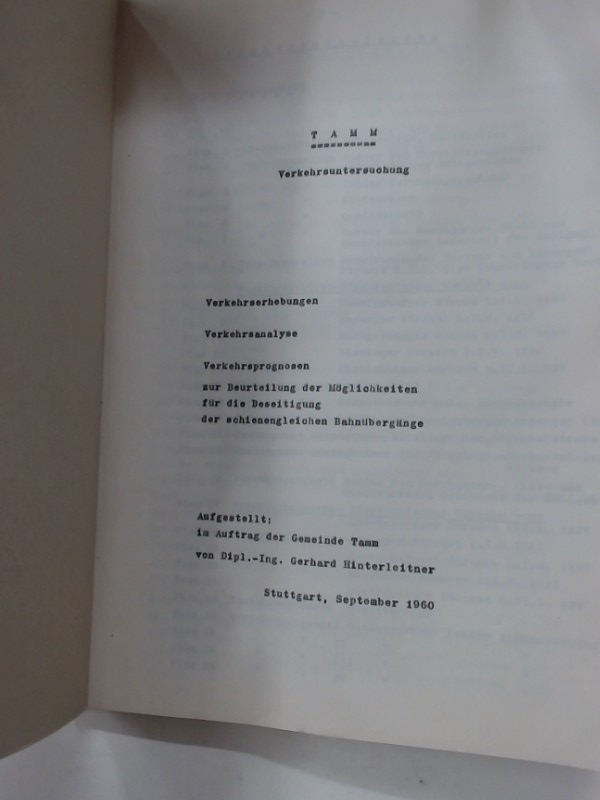 T A M M
==========
Verkehrsuntersuchung
Verkehrserhebungen
Verkehrsanalyse
Verkehrsprognosen
zur Beurteilung der Möglichkeiten
für die Beseitigung
der schienengleichen Bahnübergänge
Aufgestellt:
im Auftrag der Gemeinde Tamm
von Dipl.-Ing. Gerhard Hinterleitner
Stuttgart, September 1960